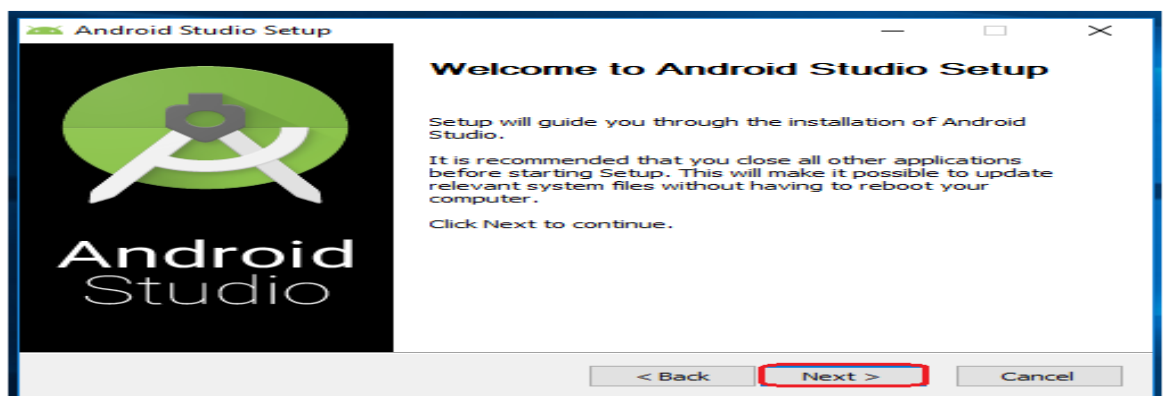 Android Studio Setup
Welcome to Android Studio Setup
Setup will guide you through the installation of Android
Studio.
It is recommended that you close all other applications
before starting Setup. This will make it possible to update
relevant system files without having to reboot your
computer.
Click Next to continue.
Android
Studio
< Back
Next >
Cancel